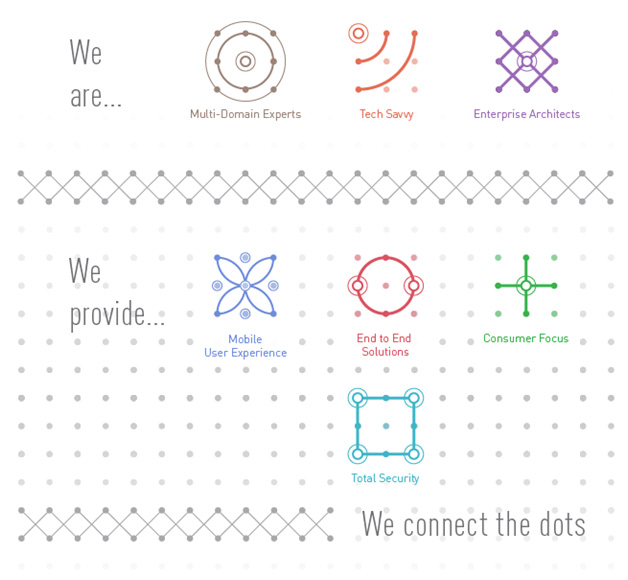 We
are...
Multi-Domain Experts
Tech Savvy
Enterprise Architects
We
provide...
Mobile
User Experience
End to End
Solutions
Consumer Focus
Total Security
We connect the dots